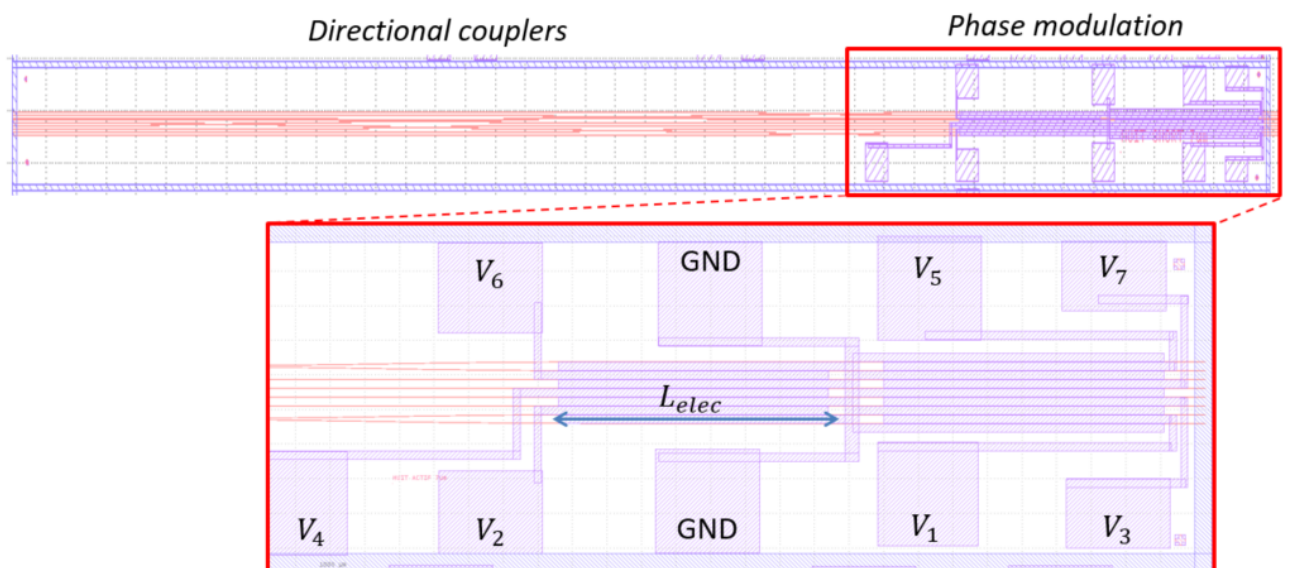 Directional couplers
Phase modulation
V6
GND
V5
V7
Lelec
V4
V2
GND
V1
V3